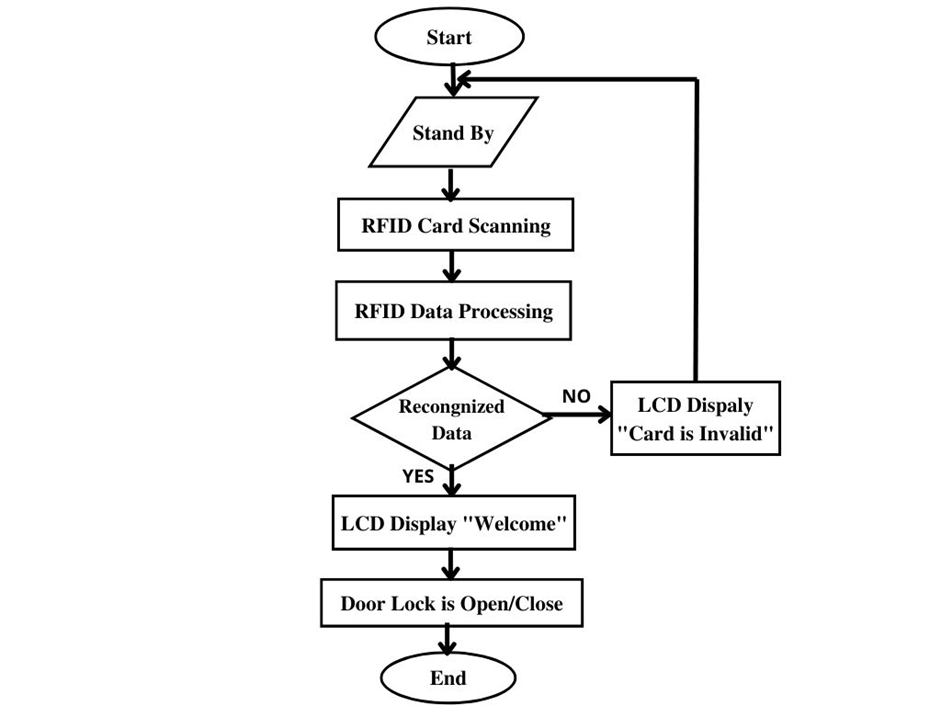 Start
Stand By
RFID Card Scanning
RFID Data Processing
Recongnized
Data
NO
LCD Dispaly
"Card is Invalid"
YES
LCD Display "Welcome"
Door Lock is Open/Close
End